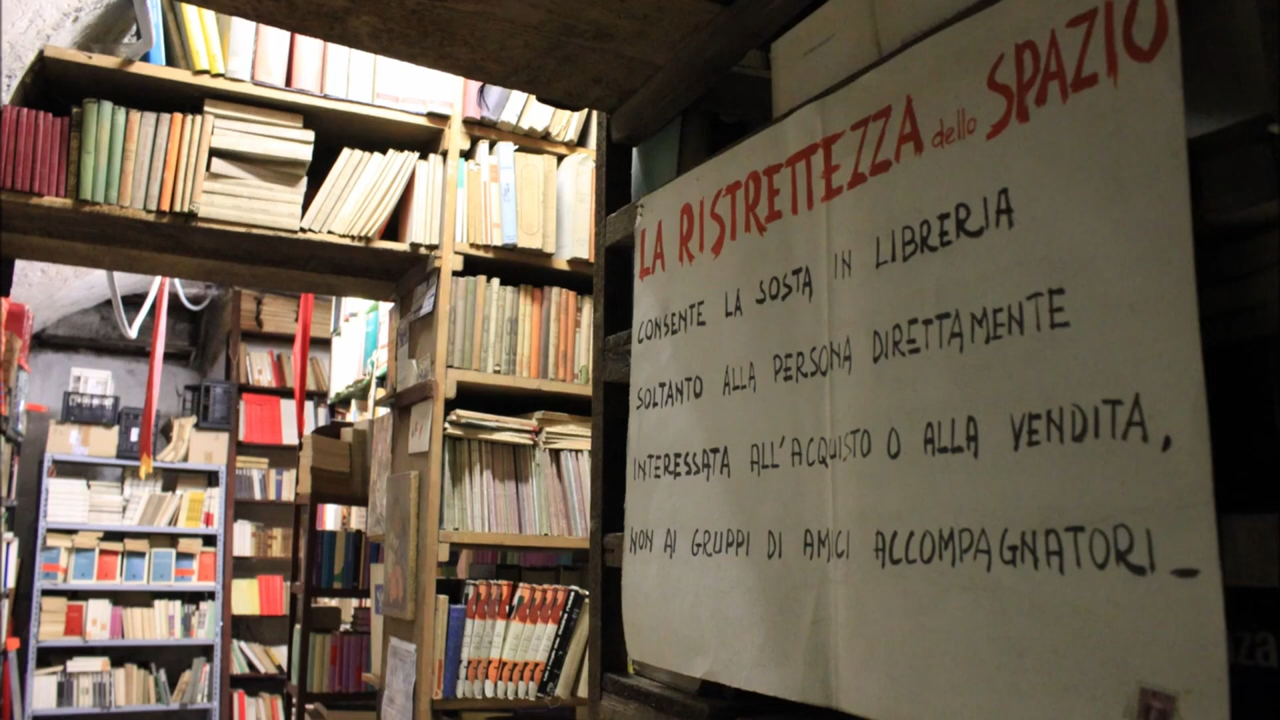 LA RISTRETTEZZA dello SPAZIO
CONSENTE LA SOSTA IN LIBRERIA
SOLTANTO ALLA PERSONA DIRETTAMENTE
INTERESSATA ALL'ACQUISTO O ALLA VENDITA,
NON AI GRUPPI DI AMICI ACCOMPAGNATORI_